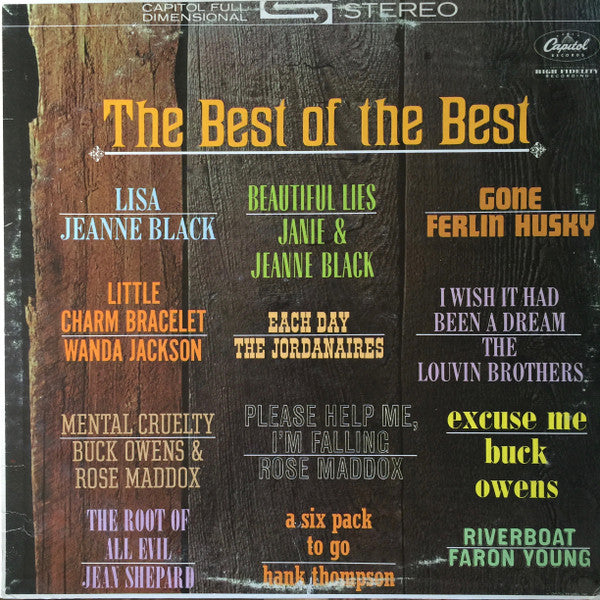 CAPITOL FULL
DIMENSIONAL
STEREO
Capitol
RECORDS
HIGH FIDELITY
RECORDING
The Best of the Best
LISA
JEANNE BLACK
BEAUTIFUL LIES
JANIE &
JEANNE BLACK
GONE
FERLIN HUSKY
LITTLE
CHARM BRACELET
WANDA JACKSON
EACH DAY
THE JORDANAIRES
I WISH IT HAD
BEEN A DREAM
THE
LOUVIN BROTHERS
MENTAL CRUELTY
BUCK OWENS &
ROSE MADDOX
PLEASE HELP ME,
I'M FALLING
ROSE MADDOX
excuse me
buck
owens
THE ROOT OF
ALL EVIL
JEAN SHEPARD
a six pack
to go
hank thompson
RIVERBOAT
FARON YOUNG